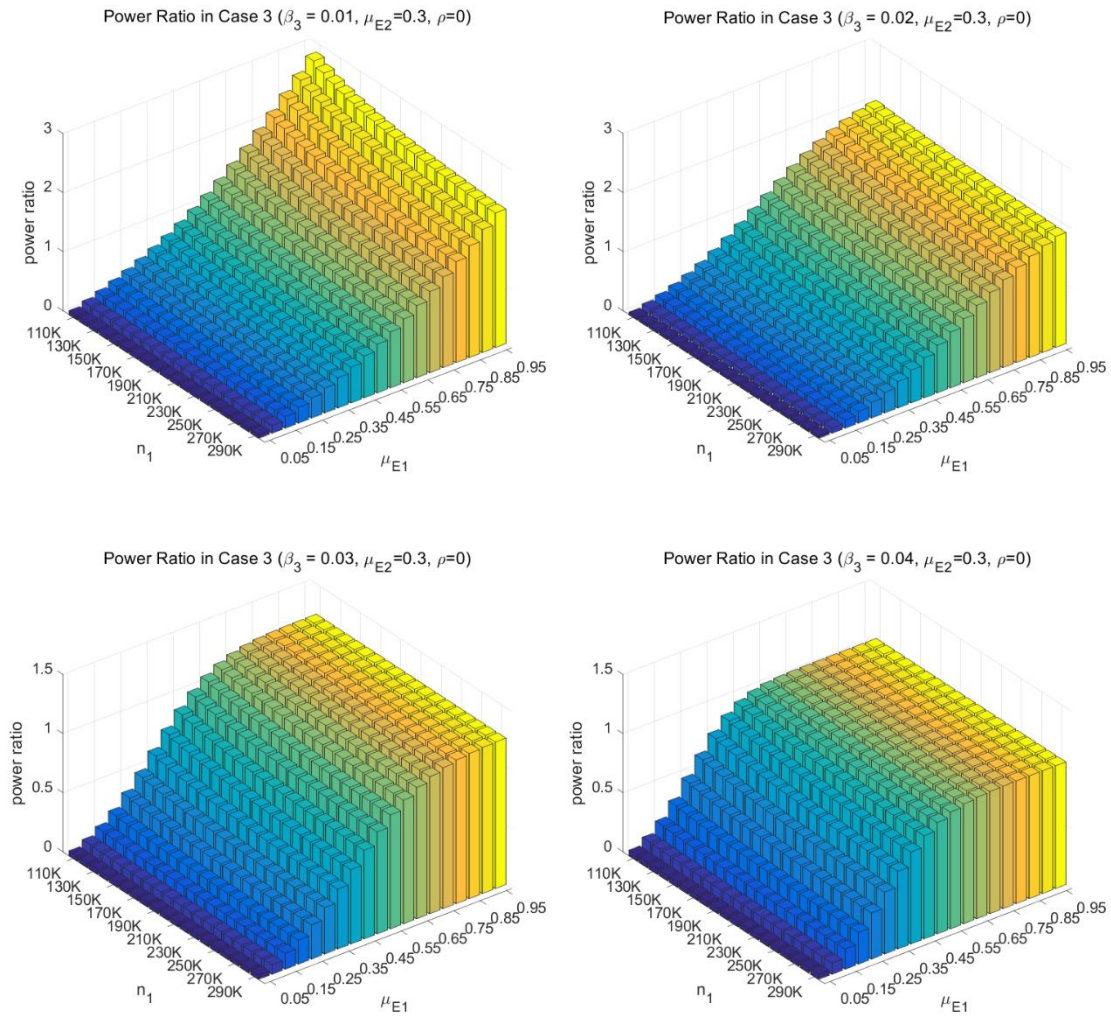 Power Ratio in Case 3 (β3 = 0.01, μE2=0.3, ρ=0)
3
2
1
0
power ratio
110K
130K
150K
170K
190K
210K
230K
250K
270K
290K
n1
0.05
0.15
0.25
0.35
0.45
0.55
0.65
0.75
0.85
0.95
μE1
Power Ratio in Case 3 (β3 = 0.02, μE2=0.3, ρ=0)
3
2
1
0
power ratio
110K
130K
150K
170K
190K
210K
230K
250K
270K
290K
n1
0.05
0.15
0.25
0.35
0.45
0.55
0.65
0.75
0.85
0.95
μE1
Power Ratio in Case 3 (β3 = 0.03, μE2=0.3, ρ=0)
1.5
1
0.5
0
power ratio
110K
130K
150K
170K
190K
210K
230K
250K
270K
290K
n1
0.05
0.15
0.25
0.35
0.45
0.55
0.65
0.75
0.85
0.95
μE1
Power Ratio in Case 3 (β3 = 0.04, μE2=0.3, ρ=0)
1.5
1
0.5
0
power ratio
110K
130K
150K
170K
190K
210K
230K
250K
270K
290K
n1
0.05
0.15
0.25
0.35
0.45
0.55
0.65
0.75
0.85
0.95
μE1